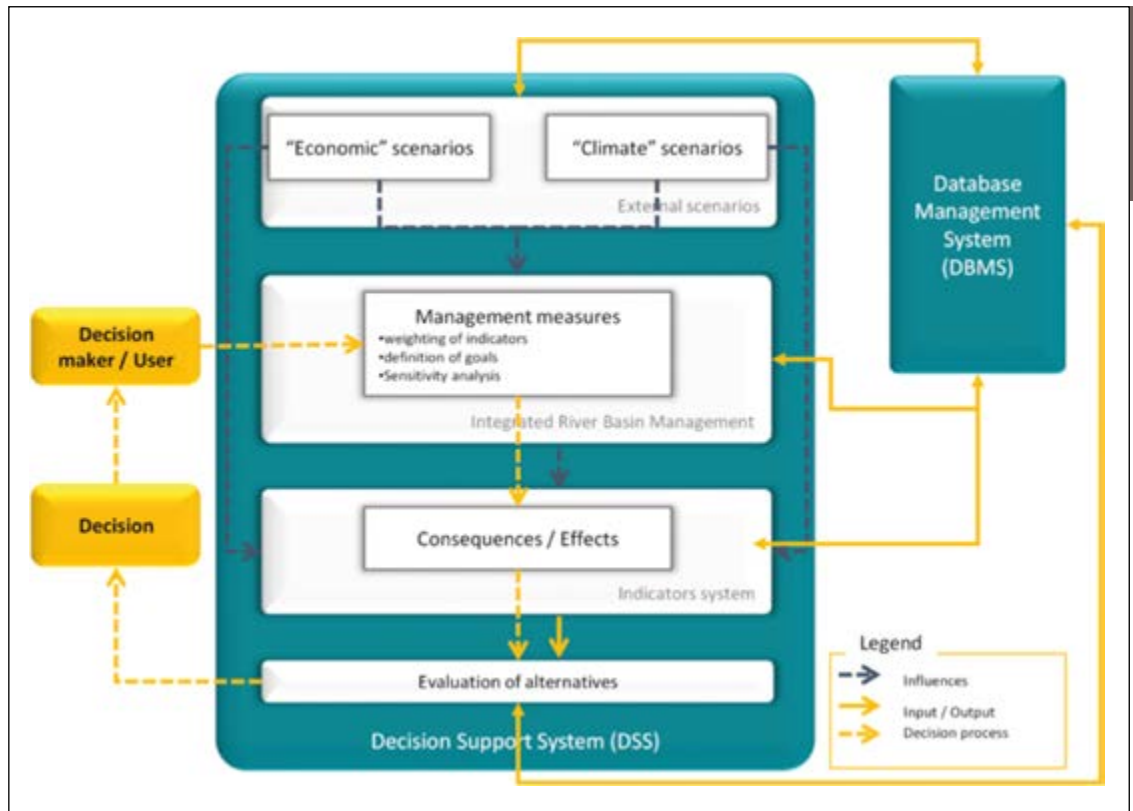 "Economic" scenarios
"Climate" scenarios
External scenarios
Database
Management
System
(DBMS)
Decision
maker / User
Management measures
•weighting of indicators
•definition of goals
•Sensitivity analysis
Integrated River Basin Management
Decision
Consequences / Effects
Indicators system
Evaluation of alternatives
Decision Support System (DSS)
Legend
Influences
Input / Output
Decision process